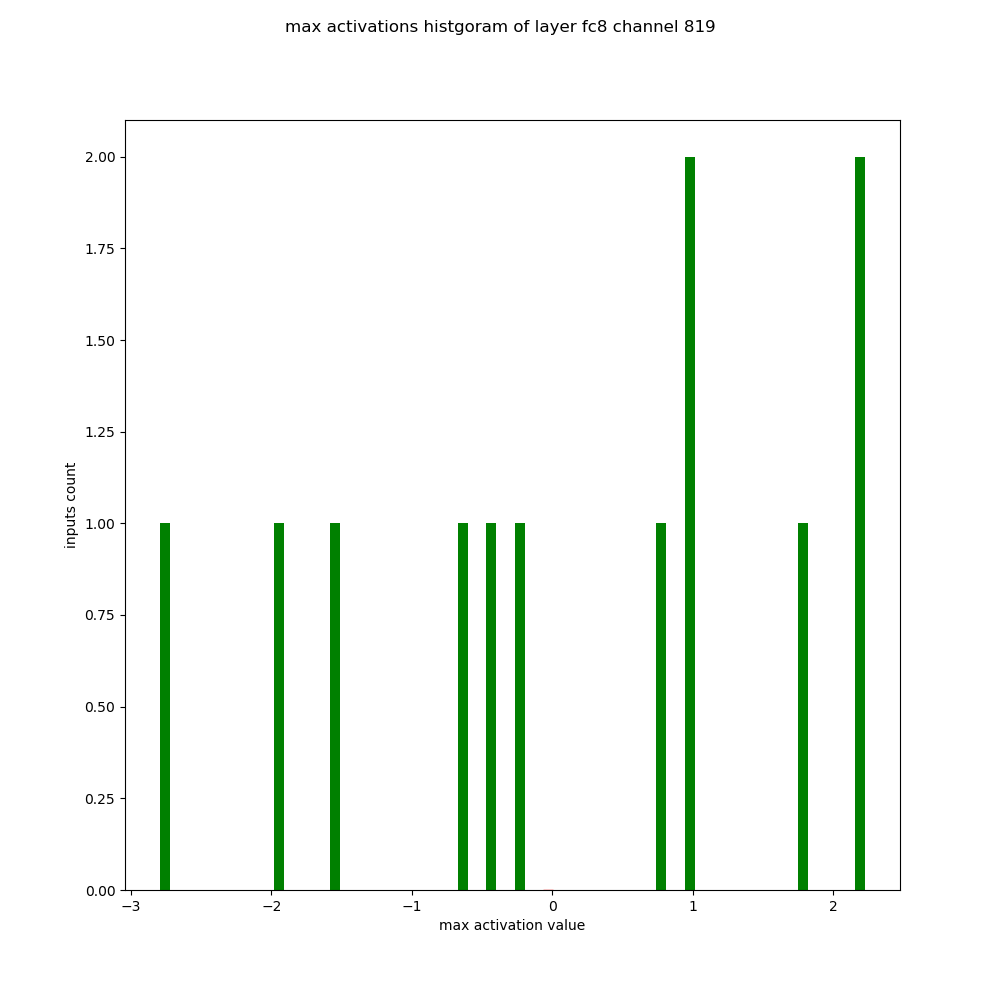 max activations histgoram of layer fc8 channel 819
2.00
1.75
1.50
1.25
1.00
0.75
0.50
0.25
0.00
inputs count
−3 −2 −1 0 1 2
max activation value